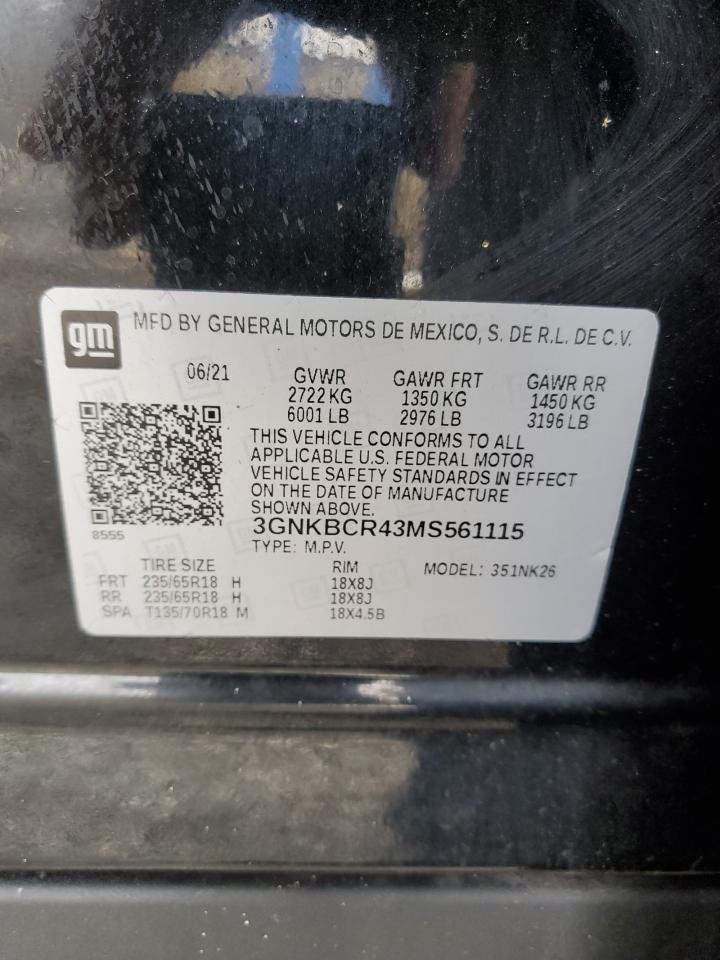 gm
MFD BY GENERAL MOTORS DE MEXICO, S. DE R.L. DE C.V.
06/21 GVWR GAWR FRT GAWR RR
2722 KG 1350 KG 1450 KG
6001 LB 2976 LB 3196 LB
THIS VEHICLE CONFORMS TO ALL
APPLICABLE U.S. FEDERAL MOTOR
VEHICLE SAFETY STANDARDS IN EFFECT
ON THE DATE OF MANUFACTURE
SHOWN ABOVE.
3GNKBCR43MS561115
8555
TYPE: M.P.V.
TIRE SIZE RIM MODEL: 351NK26
FRT 235/65R18 H 18X8J
RR 235/65R18 H 18X8J
SPA T135/70R18 M 18X4.5B